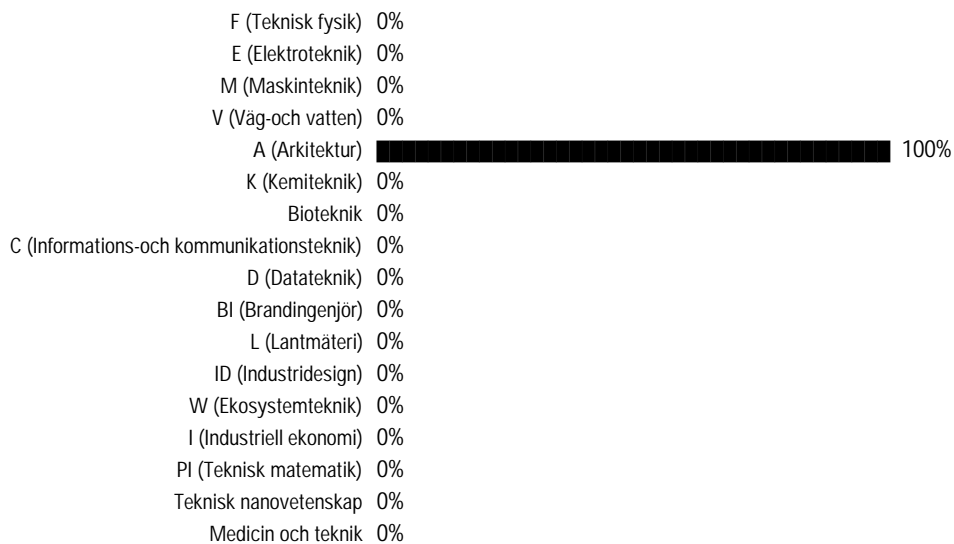 F (Teknisk fysik) 0%
E (Elektroteknik) 0%
M (Maskinteknik) 0%
V (Väg-och vatten) 0%
A (Arkitektur) 100%
K (Kemiteknik) 0%
Bioteknik 0%
C (Informations-och kommunikationsteknik) 0%
D (Datateknik) 0%
BI (Brandingenjör) 0%
L (Lantmäteri) 0%
ID (Industridesign) 0%
W (Ekosystemteknik) 0%
I (Industriell ekonomi) 0%
PI (Teknisk matematik) 0%
Teknisk nanovetenskap 0%
Medicin och teknik 0%